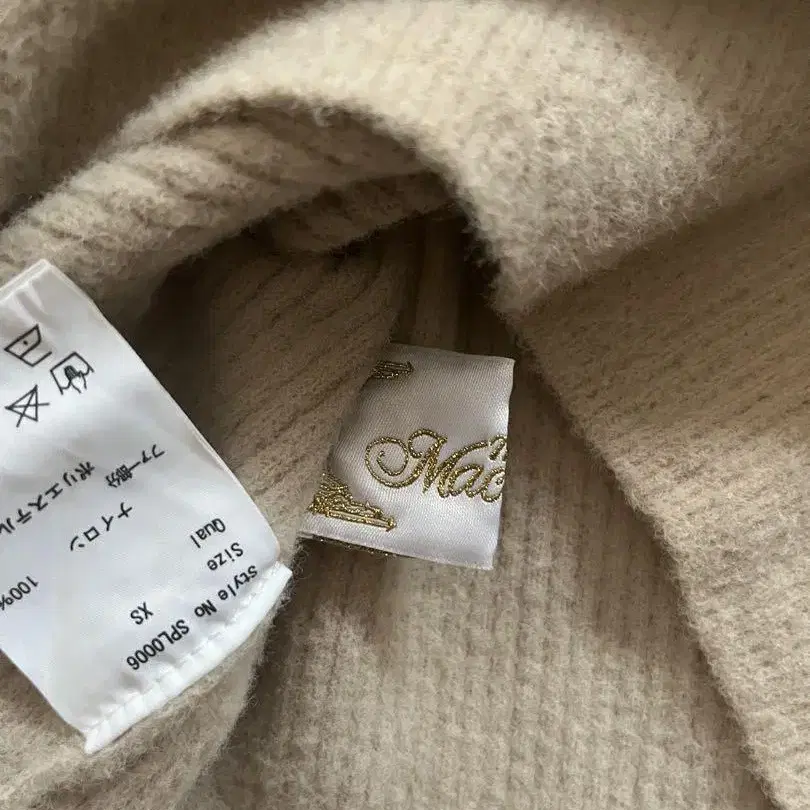 Style No SPL0006
Size XS
Qual
ナイロン 100%
ポリエステル
ファー部分
Mac